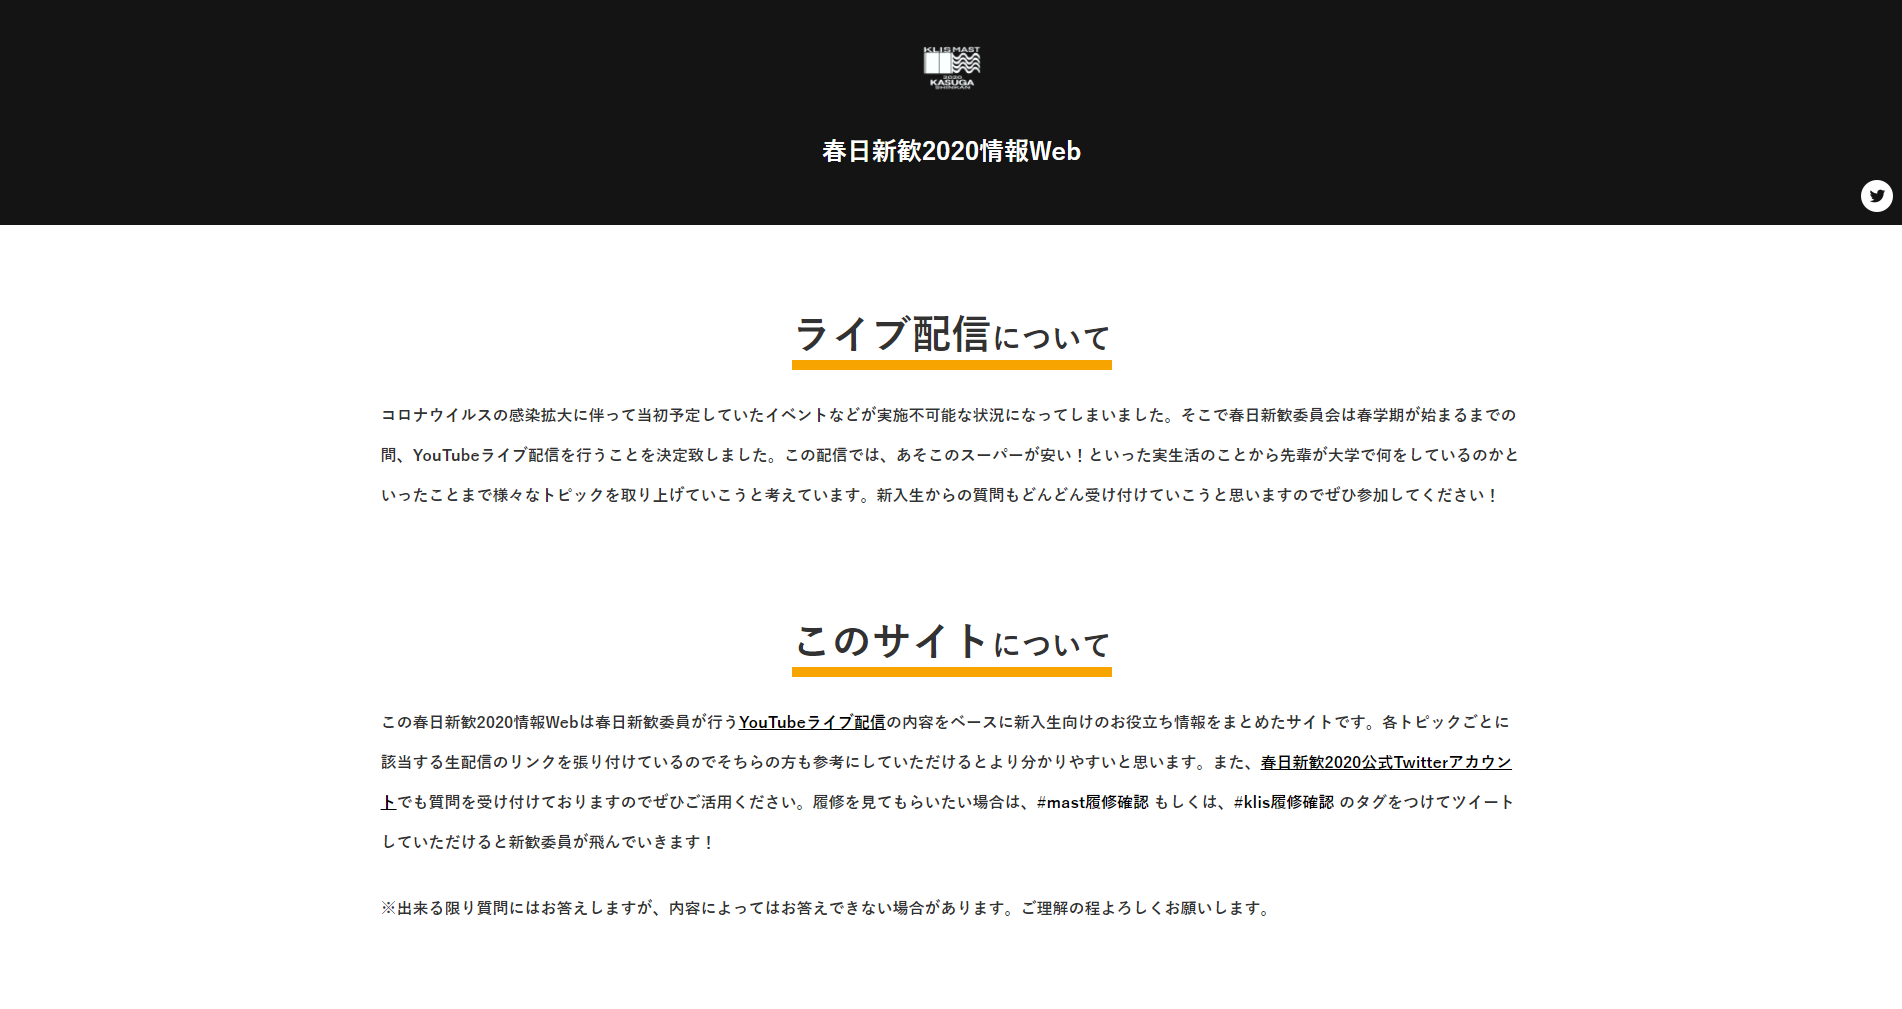 KLIS MAST
2020
KASUGA
SHINKAN
春日新歓2020情報Web
ライブ配信について
コロナウイルスの感染拡大に伴って当初予定していたイベントなどが実施不可能な状況になってしまいました。そこで春日新歓委員会は春学期が始まるまでの
間、YouTubeライブ配信を行うことを決定致しました。この配信では、あそこのスーパーが安い！といった実生活のことから先輩が大学で何をしているのかと
いったことまで様々なトピックを取り上げていこうと考えています。新入生からの質問もどんどん受け付けていこうと思いますのでぜひ参加してください！
このサイトについて
この春日新歓2020情報Webは春日新歓委員が行うYouTubeライブ配信の内容をベースに新入生向けのお役立ち情報をまとめたサイトです。各トピックごとに
該当する生配信のリンクを張り付けているのでそちらの方も参考にしていただけるとより分かりやすいと思います。また、春日新歓2020公式Twitterアカウン
トでも質問を受け付けておりますのでぜひご活用ください。履修を見てもらいたい場合は、#mast履修確認 もしくは、#klis履修確認 のタグをつけてツイート
していただけると新歓委員が飛んでいきます！
※出来る限り質問にはお答えしますが、内容によってはお答えできない場合があります。ご理解の程よろしくお願いします。